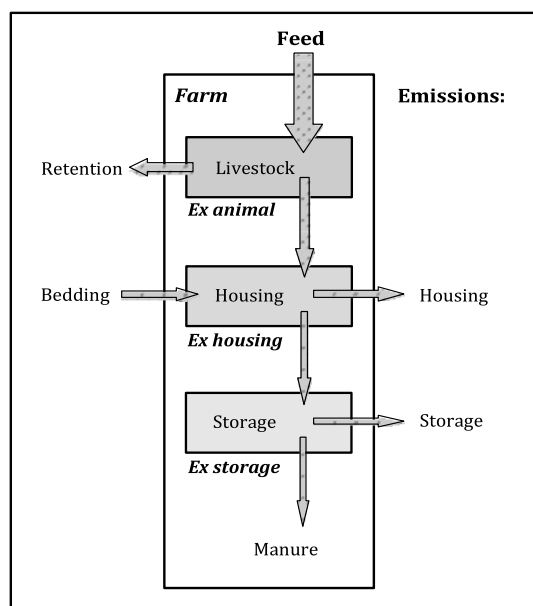 Feed
Farm
Emissions:
Retention
Livestock
Ex animal
Bedding
Housing
Housing
Ex housing
Storage
Storage
Ex storage
Manure